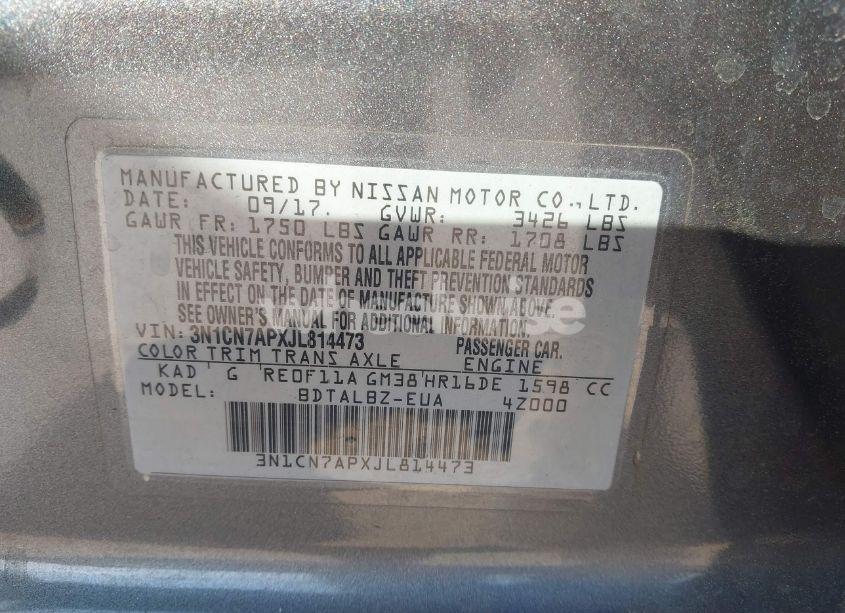 MANUFACTURED BY NISSAN MOTOR CO.,LTD.
DATE: 09/17. GVWR: 3426 LBS
GAWR FR: 1750 LBS GAWR RR: 1708 LBS
THIS VEHICLE CONFORMS TO ALL APPLICABLE FEDERAL MOTOR
VEHICLE SAFETY, BUMPER AND THEFT PREVENTION STANDARDS
IN EFFECT ON THE DATE OF MANUFACTURE SHOWN ABOVE.
SEE OWNER'S MANUAL FOR ADDITIONAL INFORMATION.
VIN: 3N1CN7APXJL814473 PASSENGER CAR.
COLOR TRIM TRANS AXLE ENGINE
KAD G RE0F11A GM38 HR16DE 1598 CC
MODEL: BDTALBZ-EUA 4Z000
3N1CN7APXJL814473